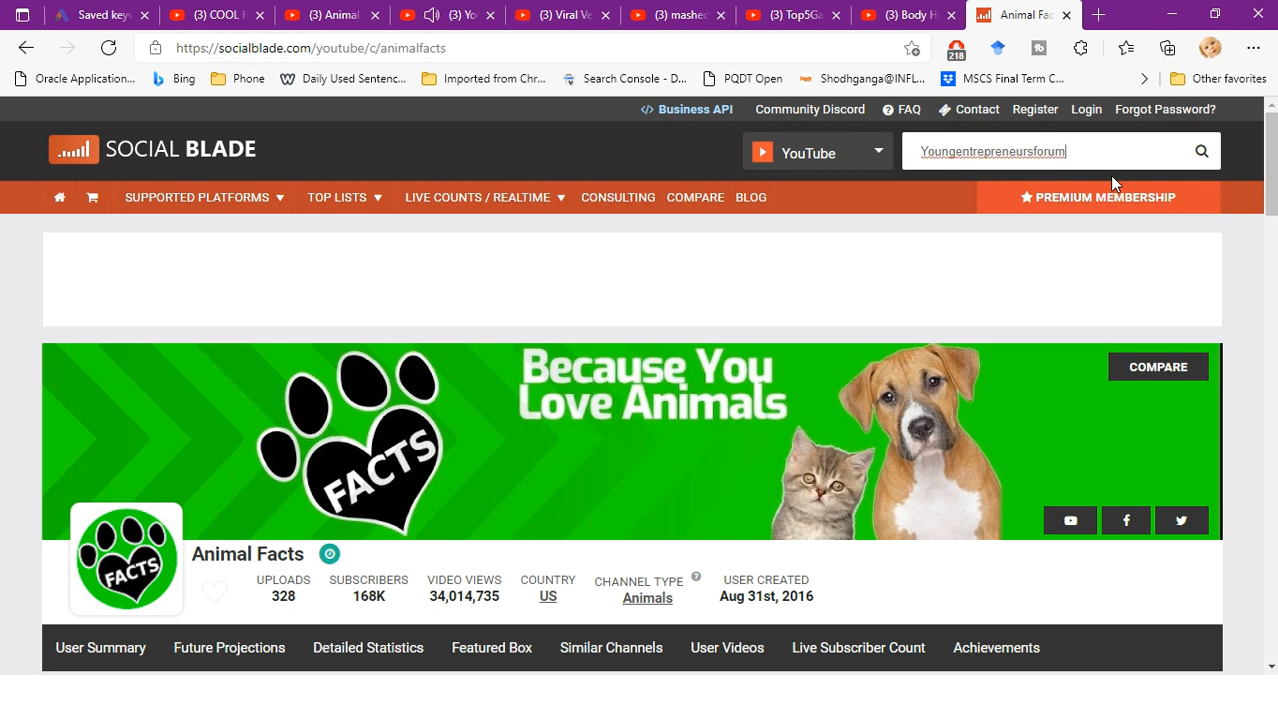 Saved key
(3) COOL H
(3) Animal
(3) Yo
(3) Viral Ve
(3) mashed
(3) Top5Ga
(3) Body H
Animal Fac
https://socialblade.com/youtube/c/animalfacts
218
Oracle Application...
Bing
Phone
Daily Used Sentenc...
Imported from Chr...
Search Console - D...
PQDT Open
Shodhganga@INFL...
MSCS Final Term C...
Other favorites
</> Business API
Community Discord
FAQ
Contact
Register
Login
Forgot Password?
SOCIAL BLADE
YouTube
Youngentrepreneursforum
SUPPORTED PLATFORMS
TOP LISTS
LIVE COUNTS / REALTIME
CONSULTING
COMPARE
BLOG
PREMIUM MEMBERSHIP
Because You
Love Animals
COMPARE
FACTS
FACTS
Animal Facts
UPLOADS
328
SUBSCRIBERS
168K
VIDEO VIEWS
34,014,735
COUNTRY
US
CHANNEL TYPE
Animals
USER CREATED
Aug 31st, 2016
User Summary
Future Projections
Detailed Statistics
Featured Box
Similar Channels
User Videos
Live Subscriber Count
Achievements